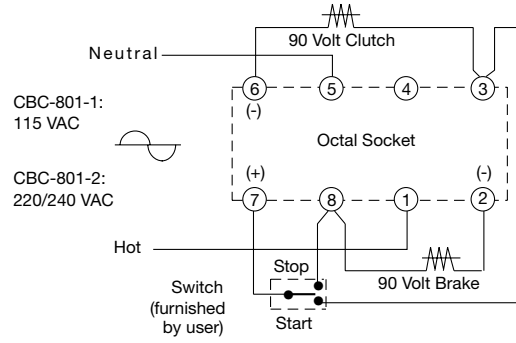 90 Volt Clutch
Neutral
6
5
4
3
(-)
CBC-801-1:
115 VAC
Octal Socket
CBC-801-2:
220/240 VAC
(+)
(-)
7
8
1
2
Hot
Stop
90 Volt Brake
Switch
(furnished
by user)
Start